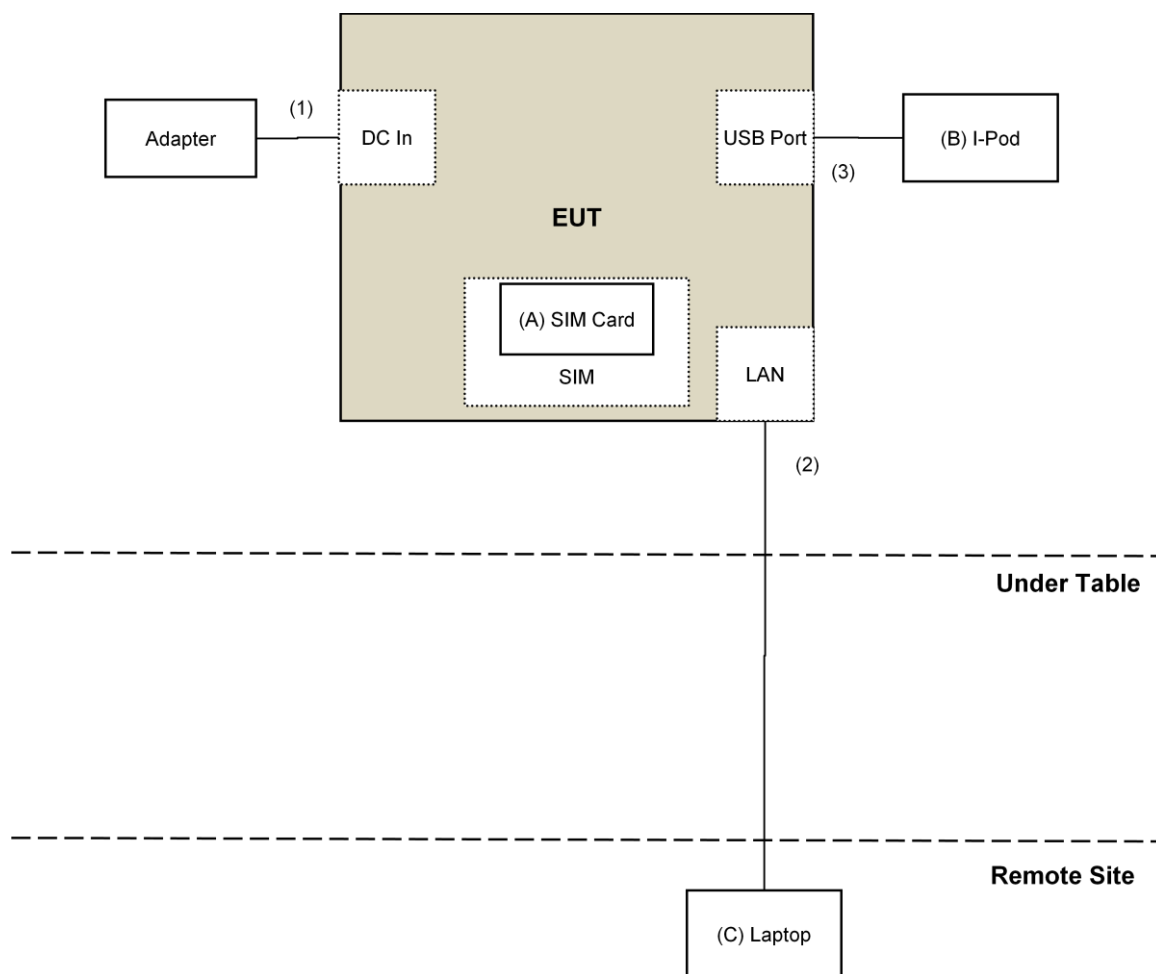 (1)
Adapter
DC In
USB Port
(B) I-Pod
(3)
EUT
(A) SIM Card
SIM
LAN
(2)
Under Table
Remote Site
(C) Laptop